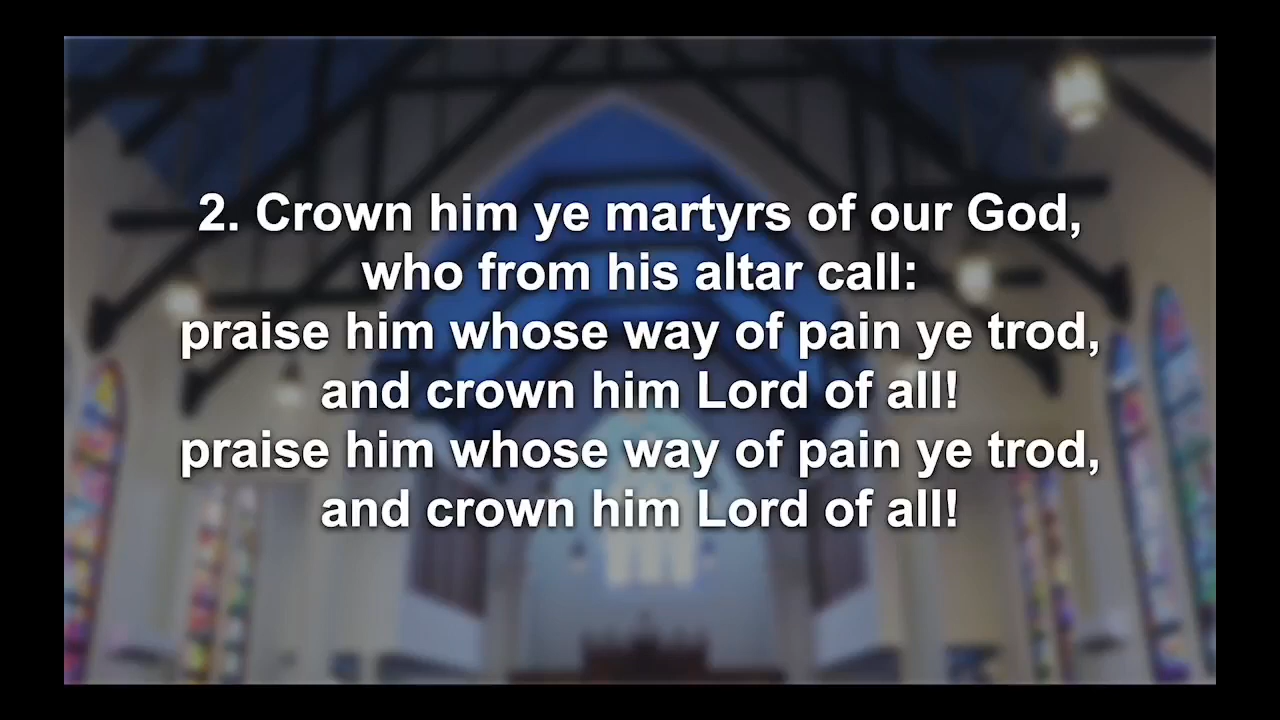 2. Crown him ye martyrs of our God,
who from his altar call:
praise him whose way of pain ye trod,
and crown him Lord of all!
praise him whose way of pain ye trod,
and crown him Lord of all!